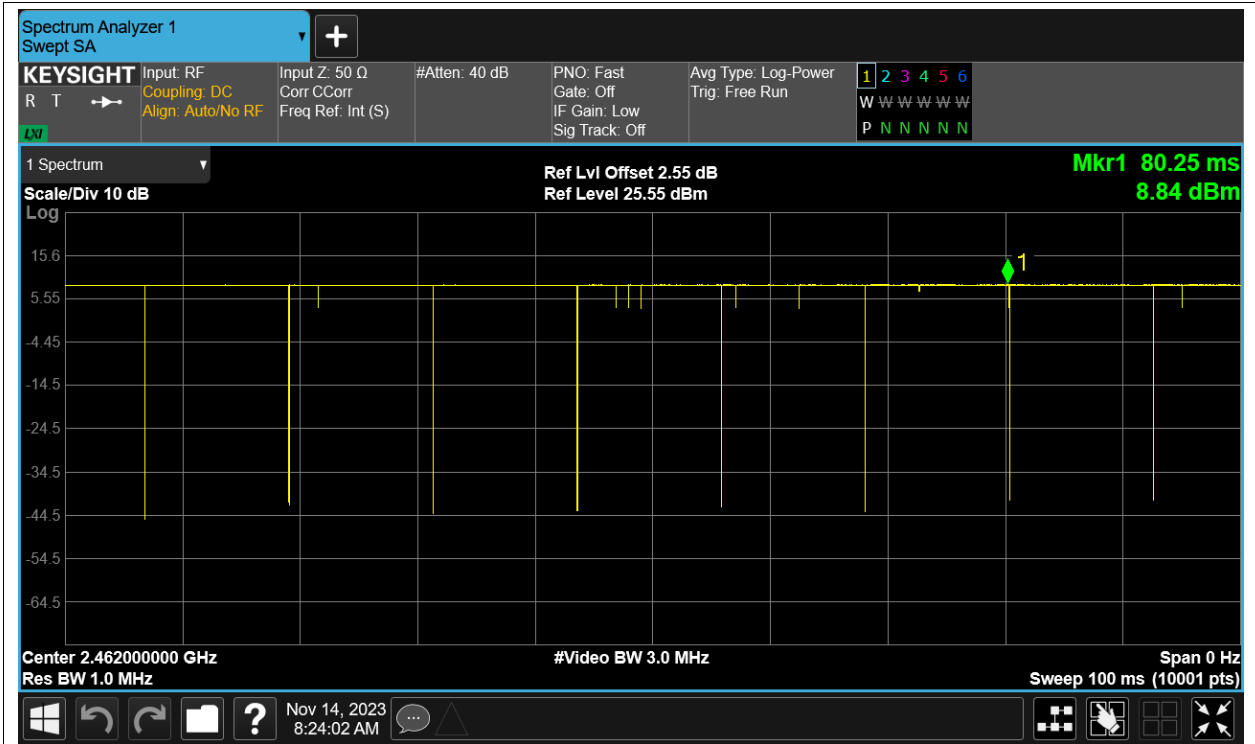 Spectrum Analyzer 1
Swept SA
KEYSIGHT Input: RF Input Z: 50 Ω #Atten: 40 dB PNO: Fast Avg Type: Log-Power 1 2 3 4 5 6
R T Coupling: DC Corr CCorr Gate: Off Trig: Free Run
Align: Auto/No RF Freq Ref: Int (S) IF Gain: Low W W W W W W
LXI Sig Track: Off P N N N N N
1 Spectrum
Ref Lvl Offset 2.55 dB
Mkr1 80.25 ms
Scale/Div 10 dB
Ref Level 25.55 dBm
8.84 dBm
Log
15.6
1
5.55
-4.45
-14.5
-24.5
-34.5
-44.5
-54.5
-64.5
Center 2.462000000 GHz
#Video BW 3.0 MHz
Span 0 Hz
Res BW 1.0 MHz
Sweep 100 ms (10001 pts)
?
Nov 14, 2023
8:24:02 AM